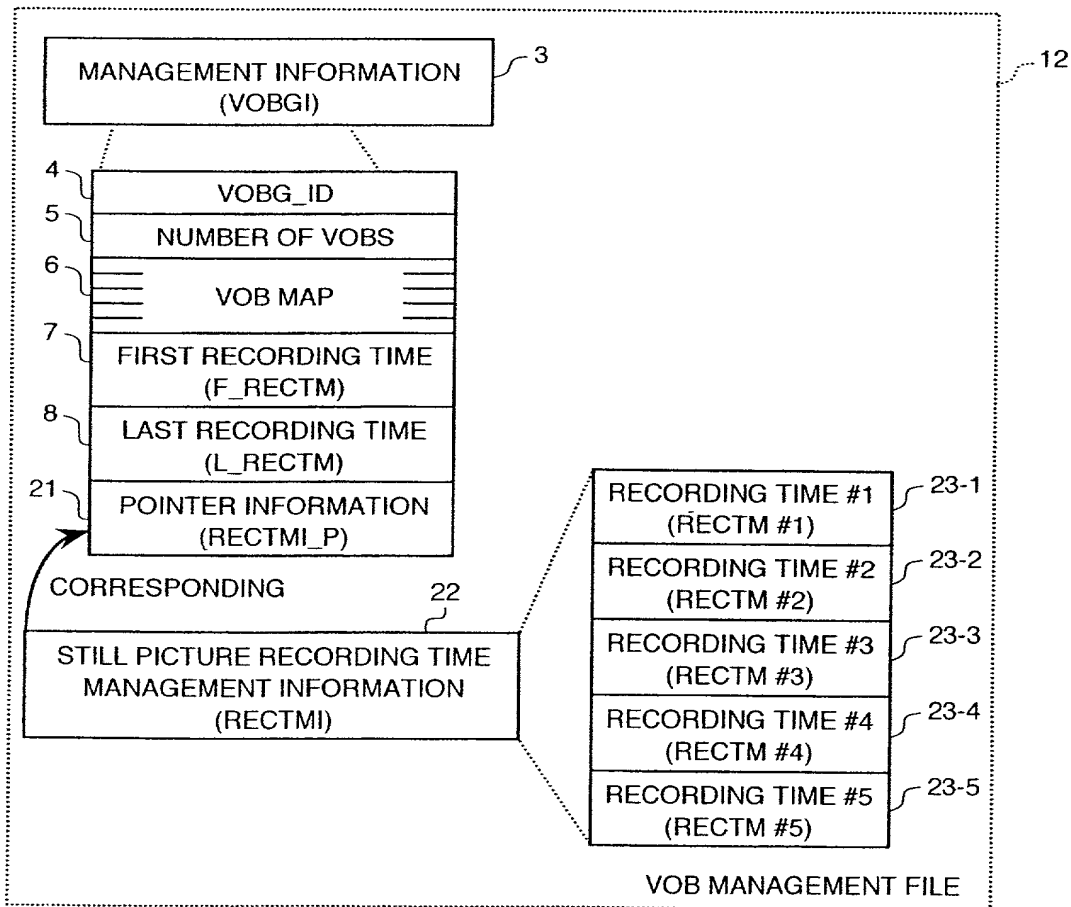 MANAGEMENT INFORMATION
(VOBGI)
3
12
4
VOBG_ID
5
NUMBER OF VOBS
6
VOB MAP
7
FIRST RECORDING TIME
(F_RECTM)
8
LAST RECORDING TIME
(L_RECTM)
21
POINTER INFORMATION
(RECTMI_P)
CORRESPONDING
22
STILL PICTURE RECORDING TIME
MANAGEMENT INFORMATION
(RECTMI)
RECORDING TIME #1
(RECTM #1)
23-1
RECORDING TIME #2
(RECTM #2)
23-2
RECORDING TIME #3
(RECTM #3)
23-3
RECORDING TIME #4
(RECTM #4)
23-4
RECORDING TIME #5
(RECTM #5)
23-5
VOB MANAGEMENT FILE